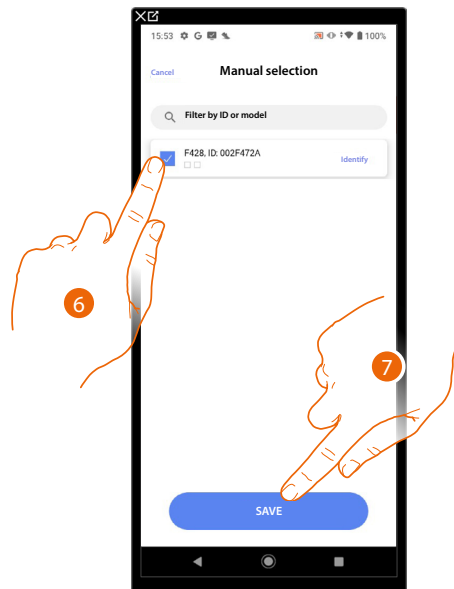 15:53 G 100%
Cancel Manual selection
Filter by ID or model
F428, ID: 002F472A
Identify
6
7
SAVE